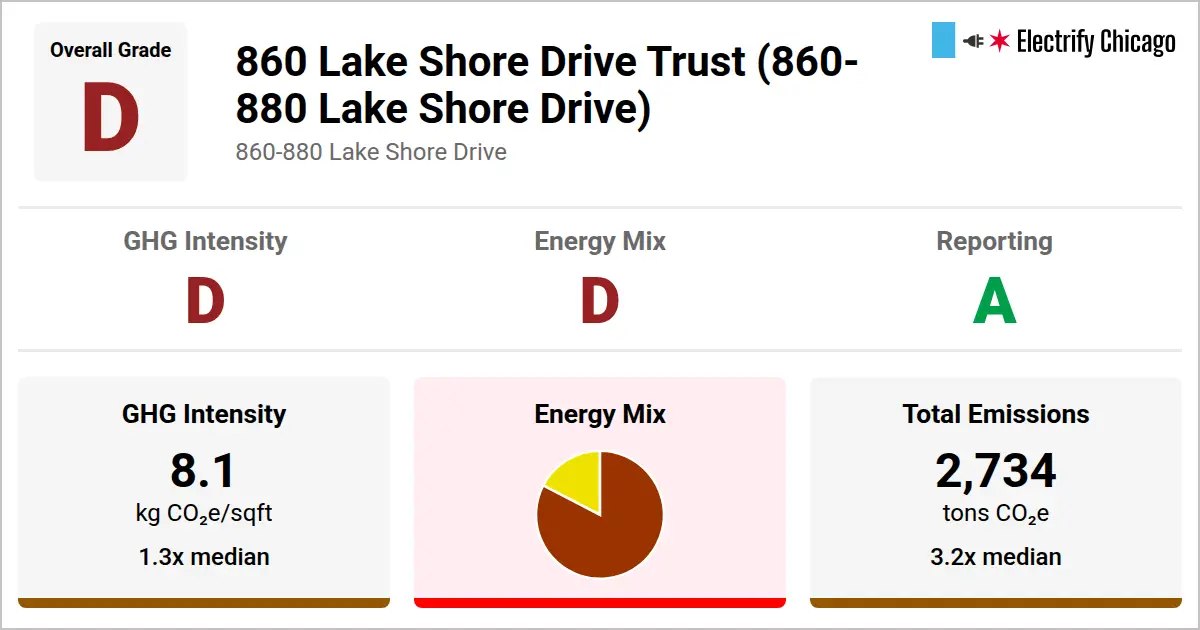 Overall Grade
D
860 Lake Shore Drive Trust (860-
880 Lake Shore Drive)
860-880 Lake Shore Drive
Electrify Chicago
GHG Intensity
D
Energy Mix
D
Reporting
A
GHG Intensity
8.1
kg CO₂e/sqft
1.3x median
Energy Mix
Total Emissions
2,734
tons CO₂e
3.2x median